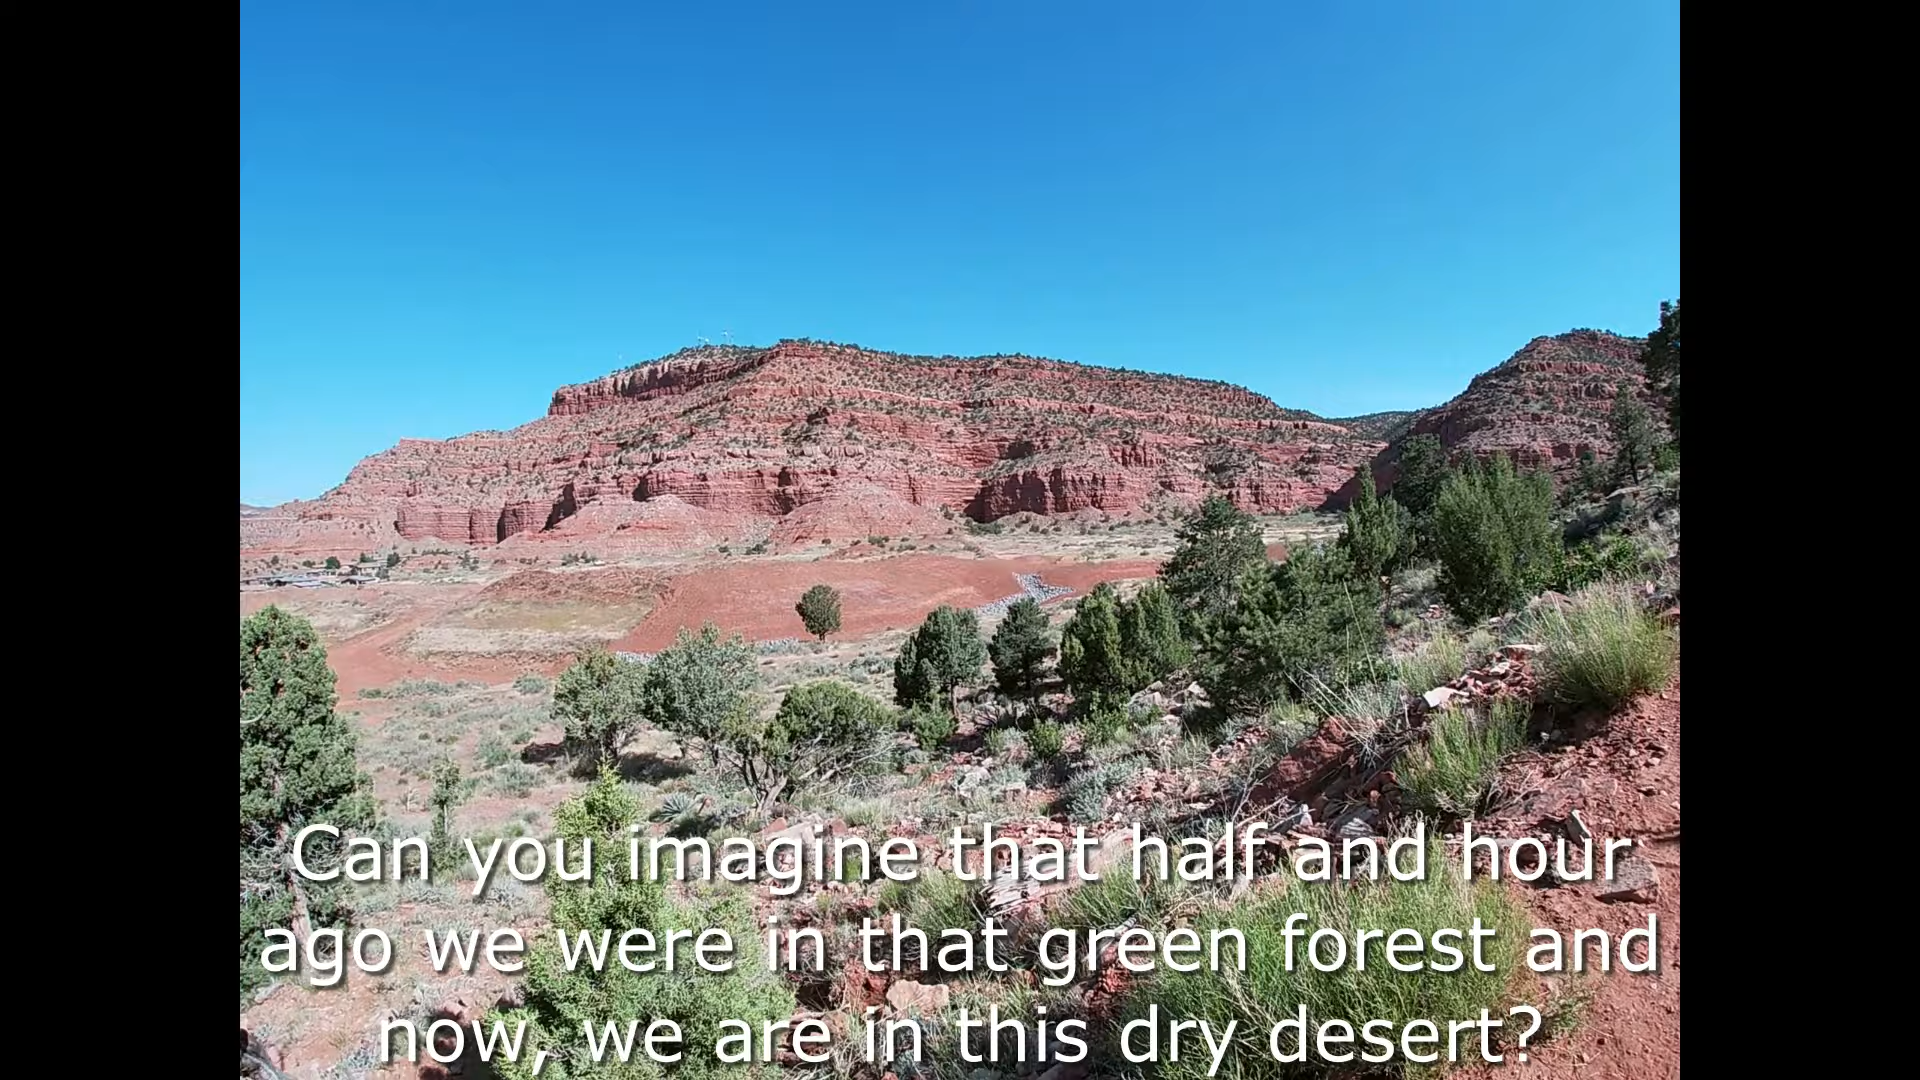 Can you imagine that half and hour
ago we were in that green forest and
now, we are in this dry desert?